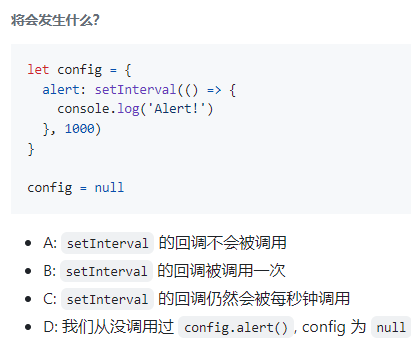 将会发生什么?
let config = {
  alert: setInterval(() => {
    console.log('Alert!')
  }, 1000)
}
config = null
A: setInterval 的回调不会被调用
B: setInterval 的回调被调用一次
C: setInterval 的回调仍然会被每秒钟调用
D: 我们从没调用过 config.alert() , config 为 null